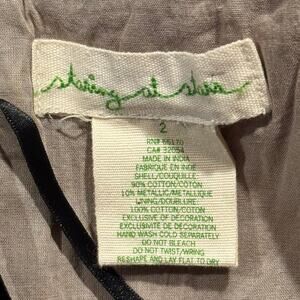 staring at stars
2
RN# 66170
CA# 32054
MADE IN INDIA
FABRIQUE EN INDE
SHELL/COQUILLE:
90% COTTON/COTON
10% METALLIC/METALLIQUE
LINING/DOUBLURE:
100% COTTON/COTON
EXCLUSIVE OF DECORATION
EXCLUSIVITE DE DECORATION
HAND WASH COLD SEPARATELY
DO NOT BLEACH
DO NOT TWIST/WRING
RESHAPE AND LAY FLAT TO DRY